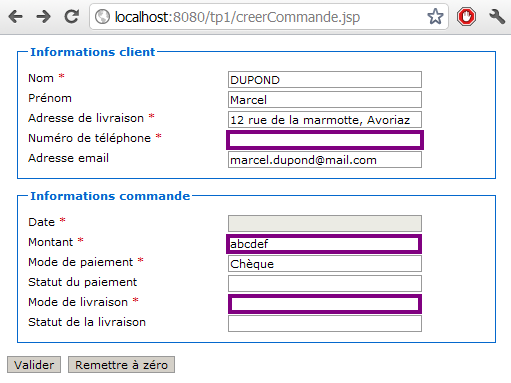 localhost:8080/tp1/creerCommande.jsp
Informations client
Nom * DUPOND
Prénom Marcel
Adresse de livraison * 12 rue de la marmotte, Avoriaz
Numéro de téléphone *
Adresse email marcel.dupond@mail.com
Informations commande
Date *
Montant * abcdef
Mode de paiement * Chèque
Statut du paiement
Mode de livraison *
Statut de la livraison
Valider Remettre à zéro